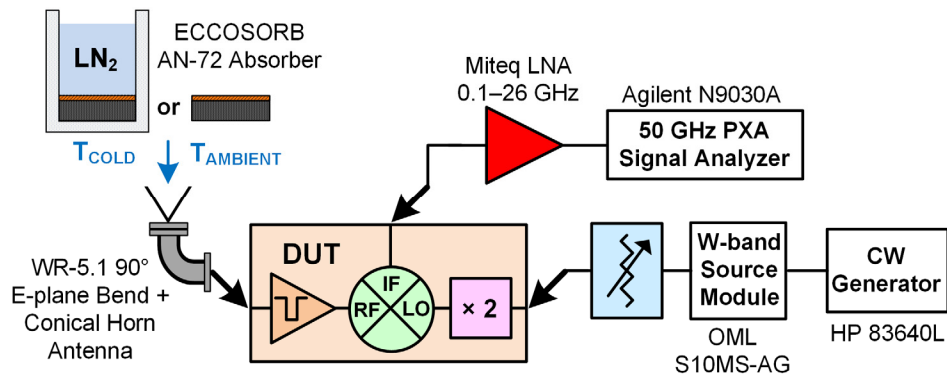 LN2
ECCOSORB
AN-72 Absorber
or
TCOLD
TAMBIENT
Miteq LNA
0.1–26 GHz
Agilent N9030A
50 GHz PXA
Signal Analyzer
WR-5.1 90°
E-plane Bend +
Conical Horn
Antenna
DUT
IF
RF
LO
× 2
W-band
Source
Module
OML
S10MS-AG
CW
Generator
HP 83640L